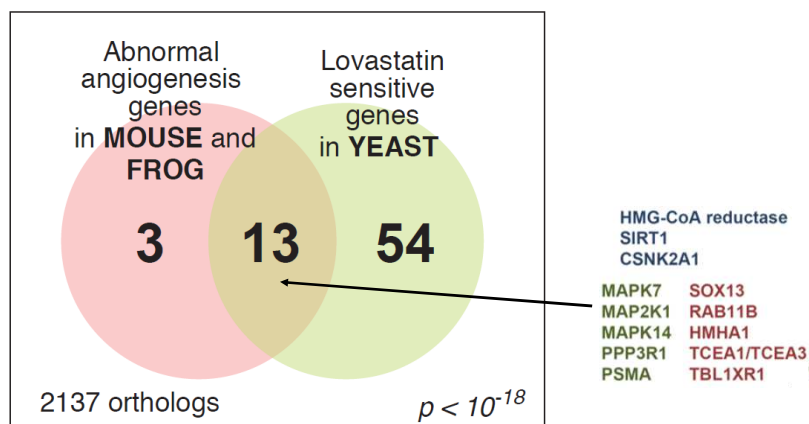 Abnormal
angiogenesis
genes
in MOUSE and
FROG
Lovastatin
sensitive
genes
in YEAST
3
13
54
2137 orthologs
p < 10^-18
HMG-CoA reductase
SIRT1
CSNK2A1
MAPK7 SOX13
MAP2K1 RAB11B
MAPK14 HMHA1
PPP3R1 TCEA1/TCEA3
PSMA TBL1XR1